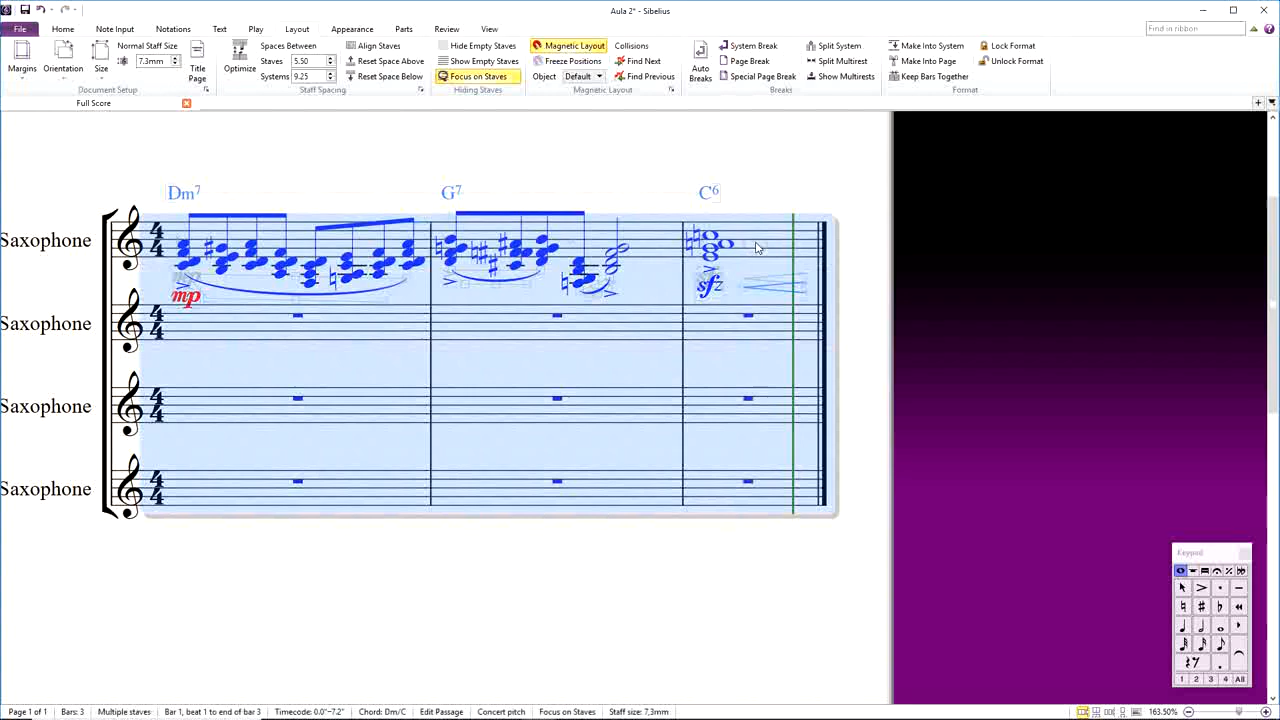 Aula 2* - Sibelius
File Home Note Input Notations Text Play Layout Appearance Parts Review View Find in ribbon
Margins Orientation Size Normal Staff Size 7.3mm Title Page
Document Setup
Optimize Spaces Between Staves 5.50 Systems 9.25 Align Staves Reset Space Above Reset Space Below
Staff Spacing
Hide Empty Staves Show Empty Staves Focus on Staves
Hiding Staves
Magnetic Layout Freeze Positions Object Default Collisions Find Next Find Previous
Magnetic Layout
Auto Breaks System Break Page Break Special Page Break Split System Split Multirest Show Multirests
Breaks
Make Into System Make Into Page Keep Bars Together Lock Format Unlock Format
Format
Full Score
Dm7 G7 C6
Saxophone
mp sfz
Saxophone
Saxophone
Saxophone
Keypad
1 2 3 4 All
Page 1 of 1 Bars: 3 Multiple staves Bar 1, beat 1 to end of bar 3 Timecode: 0.0"-7.2" Chord: Dm/C Edit Passage Concert pitch Focus on Staves Staff size: 7,3mm 163.50%